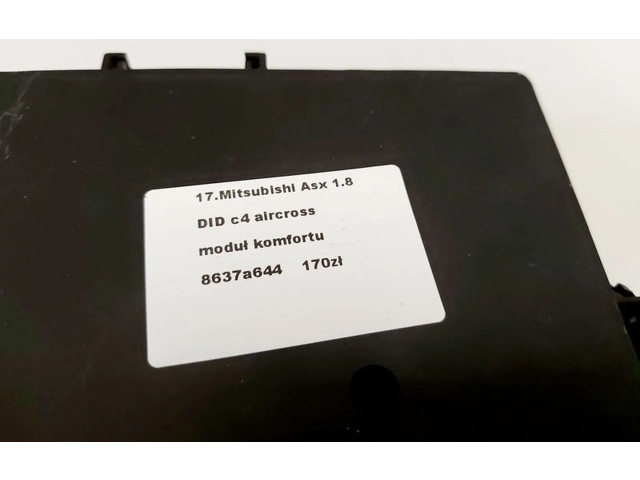 17.Mitsubishi Asx 1.8
DID c4 aircross
moduł komfortu
8637a644 170zł